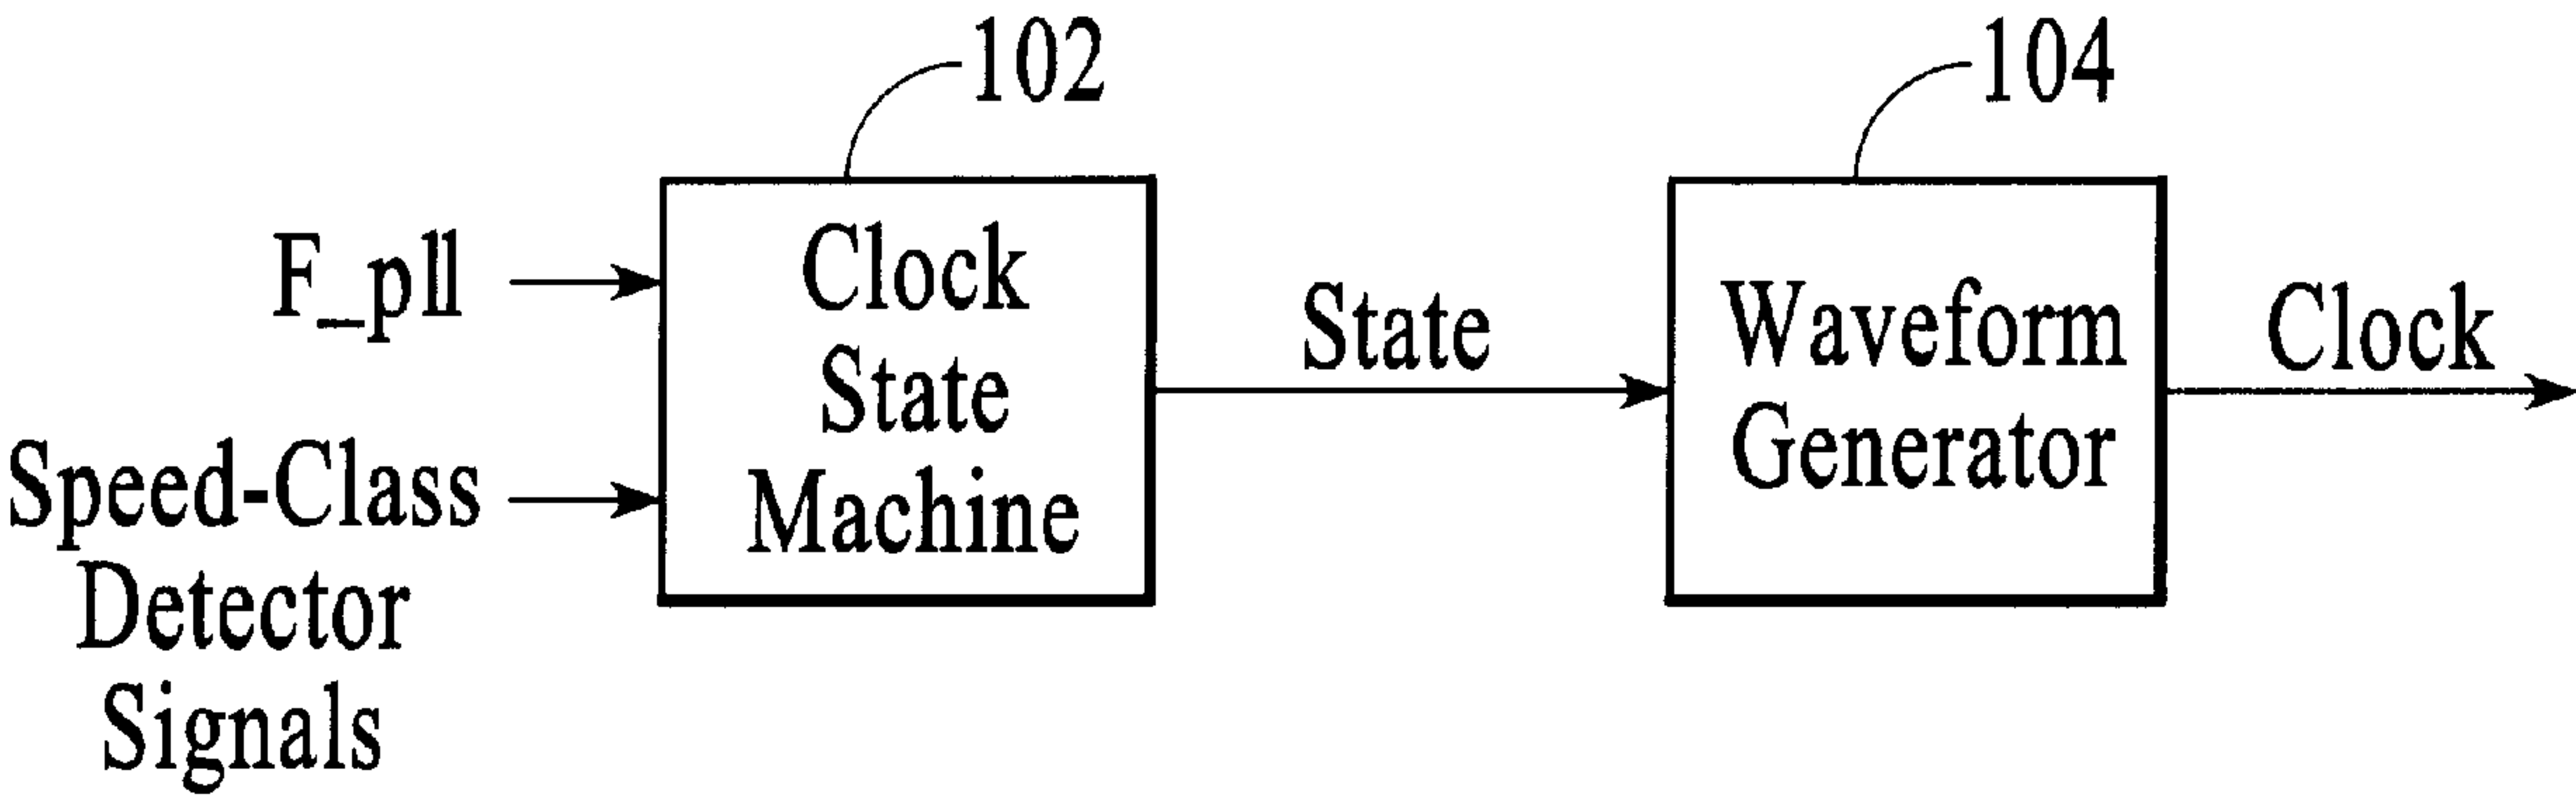 102
104
F_pll
Clock
State
Machine
State
Waveform
Generator
Clock
Speed-Class
Detector
Signals